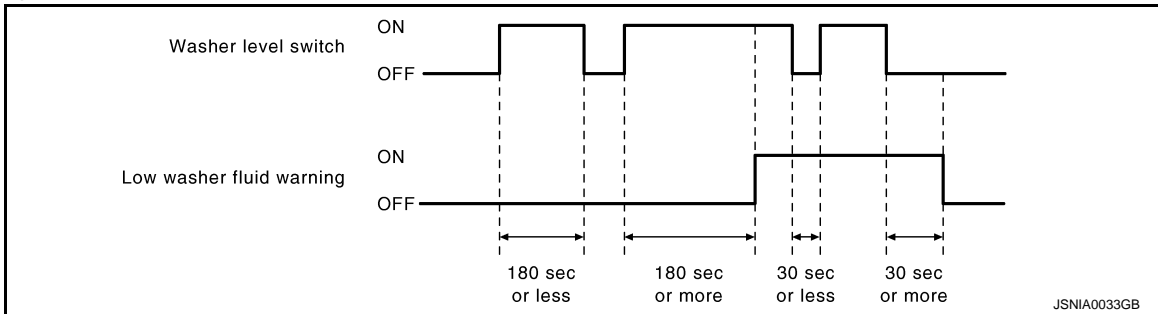 ON
Washer level switch
OFF
ON
Low washer fluid warning
OFF
180 sec
or less
180 sec
or more
30 sec
or less
30 sec
or more
JSNIA0033GB